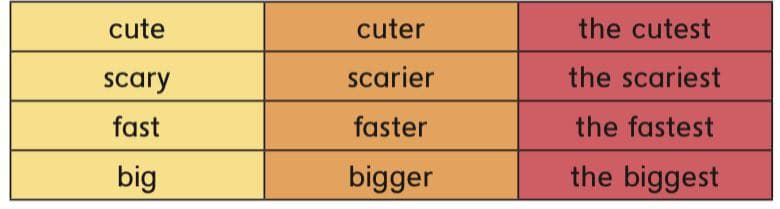 cute cuter the cutest
scary scarier the scariest
fast faster the fastest
big bigger the biggest